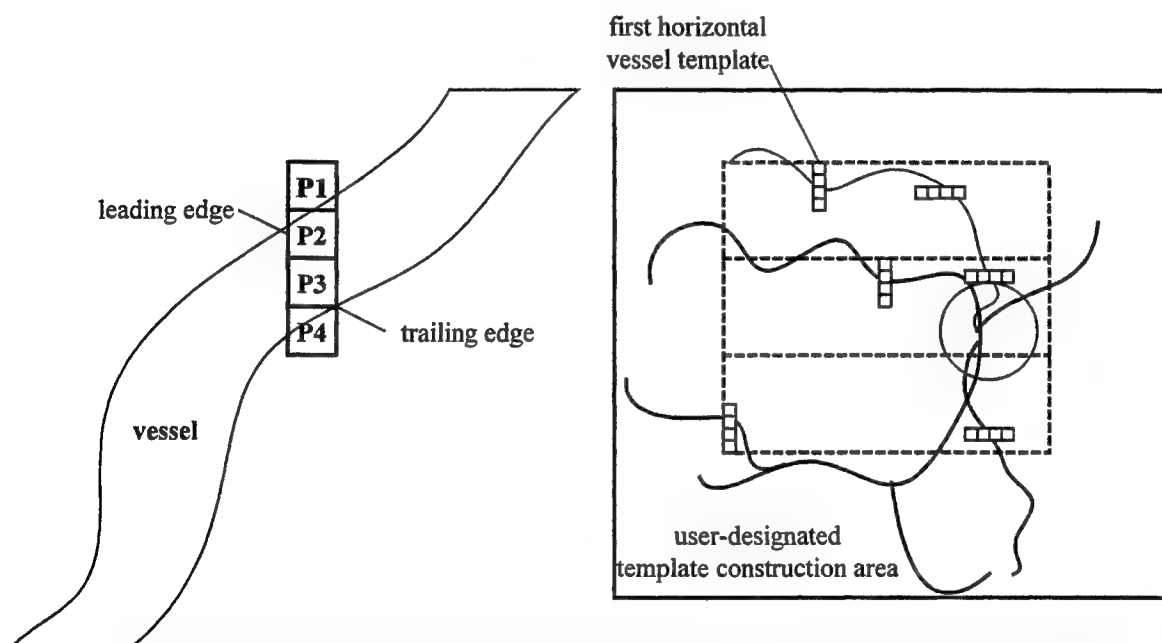 P1
leading edge
P2
P3
P4
trailing edge
vessel
first horizontal
vessel template
user-designated
template construction area